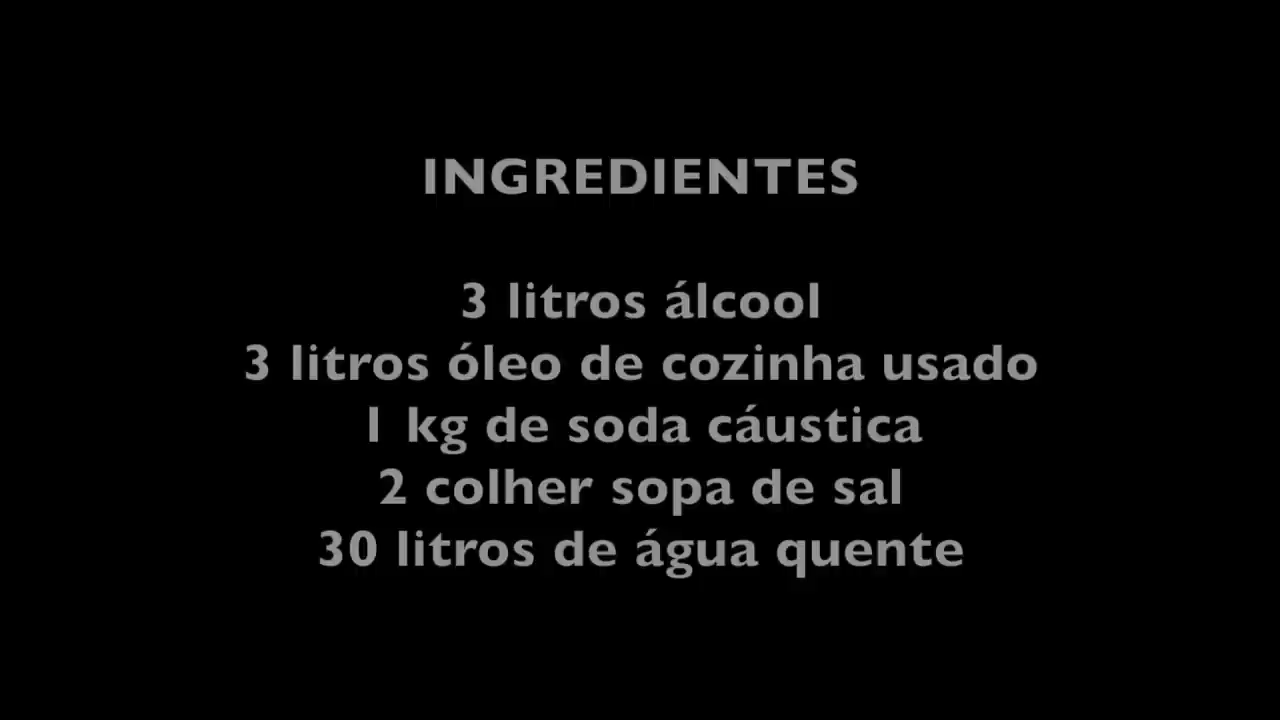 INGREDIENTES
3 litros álcool
3 litros óleo de cozinha usado
1 kg de soda cáustica
2 colher sopa de sal
30 litros de água quente